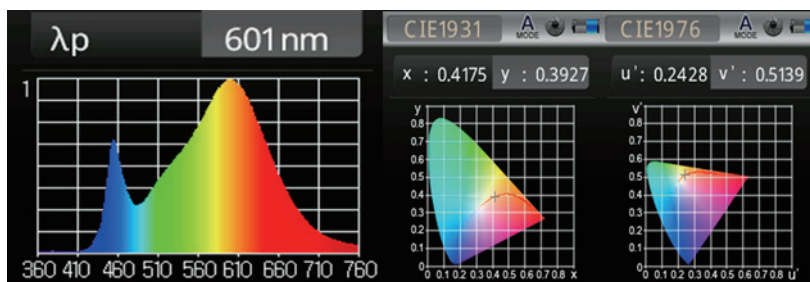 λp 601 nm
1
360 410 460 510 560 610 660 710 760
CIE1931 A MODE
x : 0.4175 y : 0.3927
y
0.8
0.7
0.6
0.5
0.4
0.3
0.2
0.1
0
0 0.1 0.2 0.3 0.4 0.5 0.6 0.7 0.8 x
CIE1976 A MODE
u' : 0.2428 v' : 0.5139
v'
0.8
0.7
0.6
0.5
0.4
0.3
0.2
0.1
0
0 0.1 0.2 0.3 0.4 0.5 0.6 0.7 0.8 u'